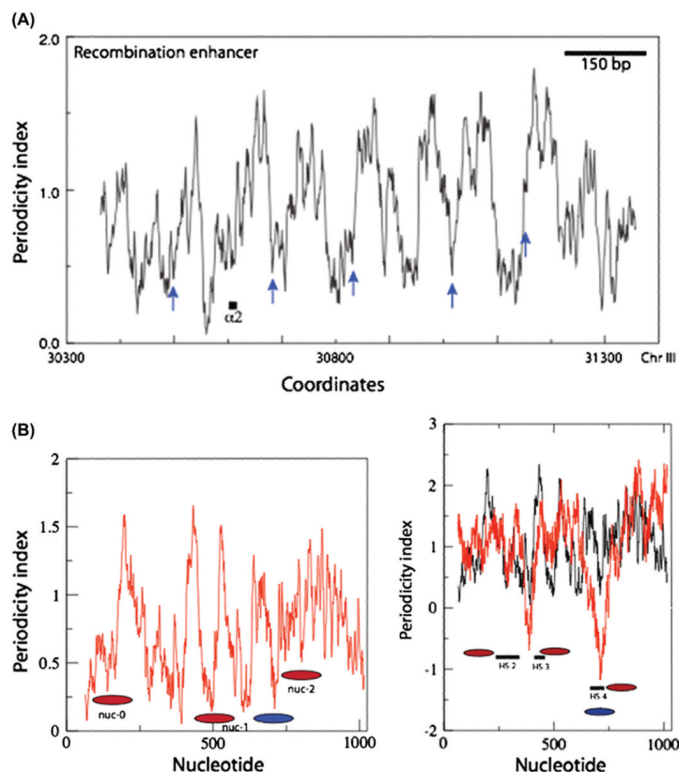 (A)
2.0
Recombination enhancer
150 bp
Periodicity index
1.0
α2
0.0
30300
30800
31300
Chr III
Coordinates
(B)
2
1.5
1
0.5
0
Periodicity index
nuc-0
nuc-1
nuc-2
0
500
1000
Nucleotide
3
2
1
0
-1
-2
Periodicity index
HS-2
HS-3
HS-4
0
500
1000
Nucleotide